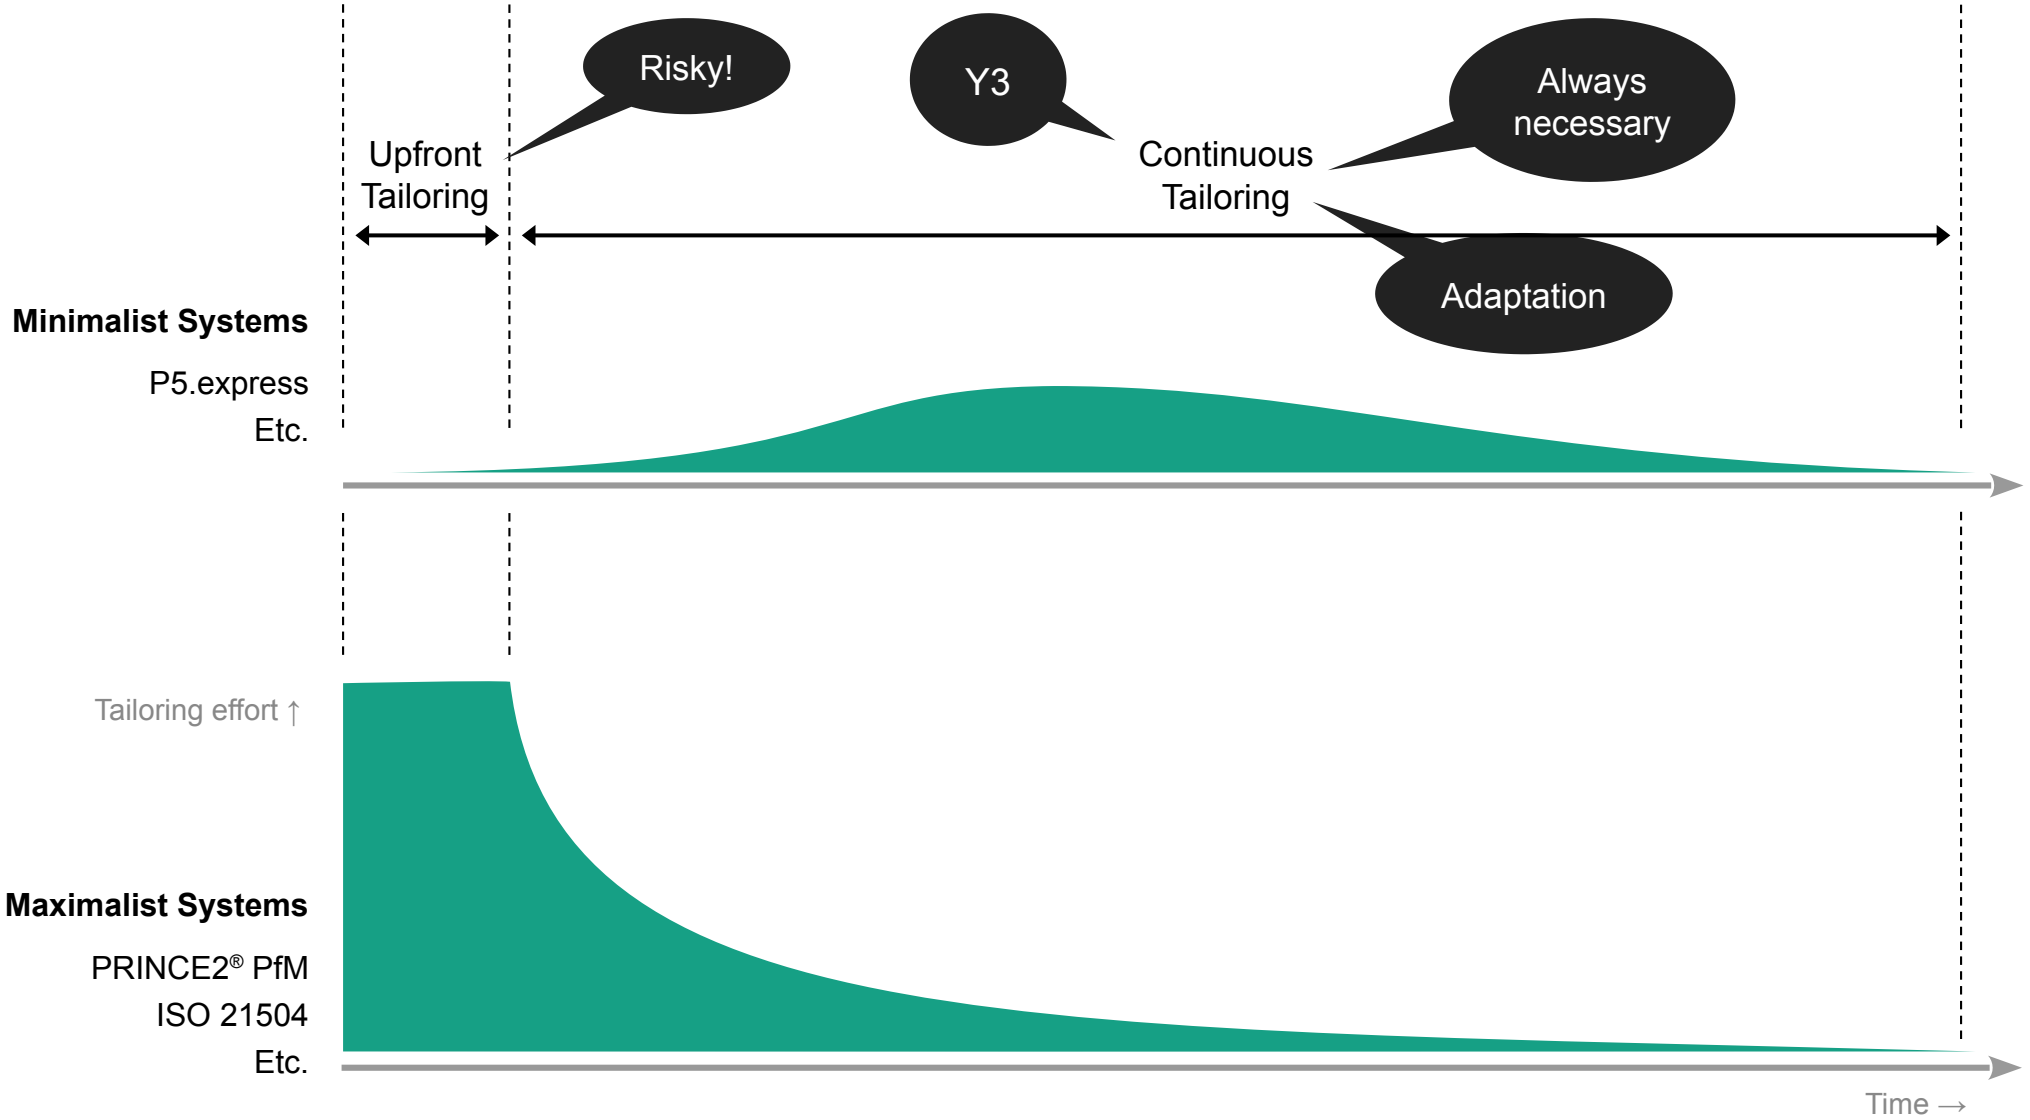 Risky!
Y3
Always
necessary
Upfront
Tailoring
Continuous
Tailoring
Adaptation
Minimalist Systems
P5.express
Etc.
Tailoring effort ↑
Maximalist Systems
PRINCE2® PfM
ISO 21504
Etc.
Time →